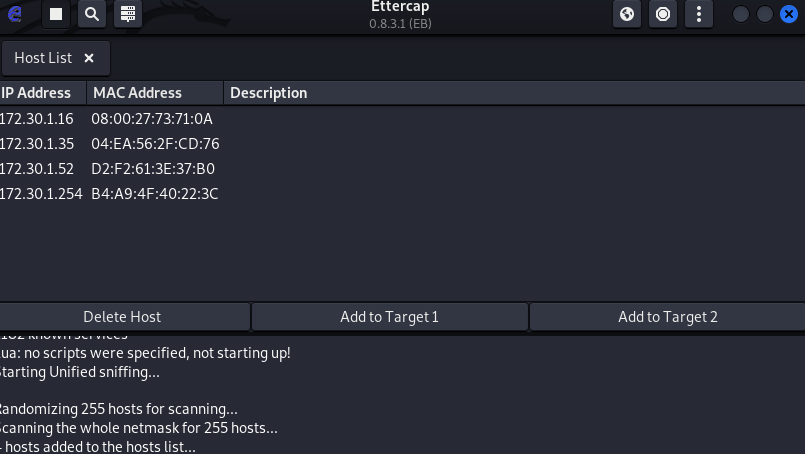 Ettercap
0.8.3.1 (EB)
Host List
IP Address MAC Address Description
172.30.1.16 08:00:27:73:71:0A
172.30.1.35 04:EA:56:2F:CD:76
172.30.1.52 D2:F2:61:3E:37:B0
172.30.1.254 B4:A9:4F:40:22:3C
Delete Host Add to Target 1 Add to Target 2
known services
ua: no scripts were specified, not starting up!
tarting Unified sniffing...
Randomizing 255 hosts for scanning...
canning the whole netmask for 255 hosts...
hosts added to the hosts list...